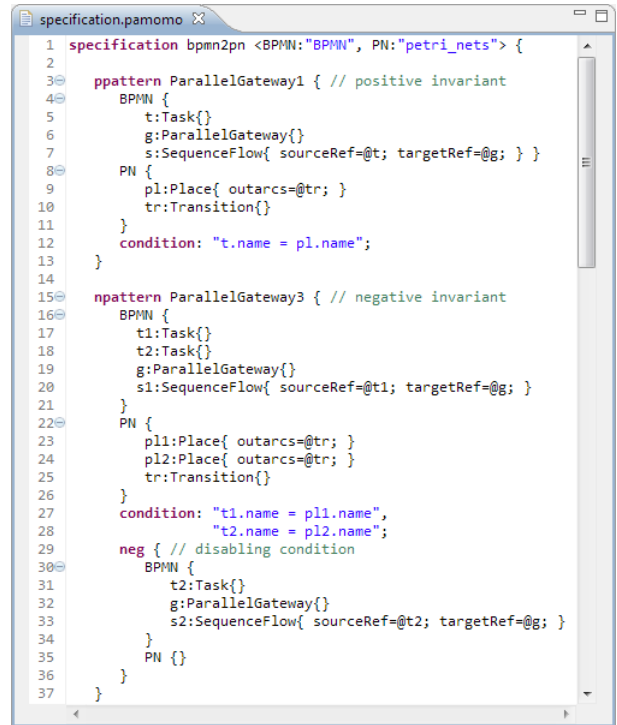 specification.pamomo
1 specification bpmn2pn <BPMN:"BPMN", PN:"petri_nets"> {
2
3 ppattern ParallelGateway1 { // positive invariant
4 BPMN {
5 t:Task{}
6 g:ParallelGateway{}
7 s:SequenceFlow{ sourceRef=@t; targetRef=@g; } }
8 PN {
9 pl:Place{ outarcs=@tr; }
10 tr:Transition{}
11 }
12 condition: "t.name = pl.name";
13 }
14
15 npattern ParallelGateway3 { // negative invariant
16 BPMN {
17 t1:Task{}
18 t2:Task{}
19 g:ParallelGateway{}
20 s1:SequenceFlow{ sourceRef=@t1; targetRef=@g; }
21 }
22 PN {
23 pl1:Place{ outarcs=@tr; }
24 pl2:Place{ outarcs=@tr; }
25 tr:Transition{}
26 }
27 condition: "t1.name = pl1.name",
28 "t2.name = pl2.name";
29 neg { // disabling condition
30 BPMN {
31 t2:Task{}
32 g:ParallelGateway{}
33 s2:SequenceFlow{ sourceRef=@t2; targetRef=@g; }
34 }
35 PN {}
36 }
37 }